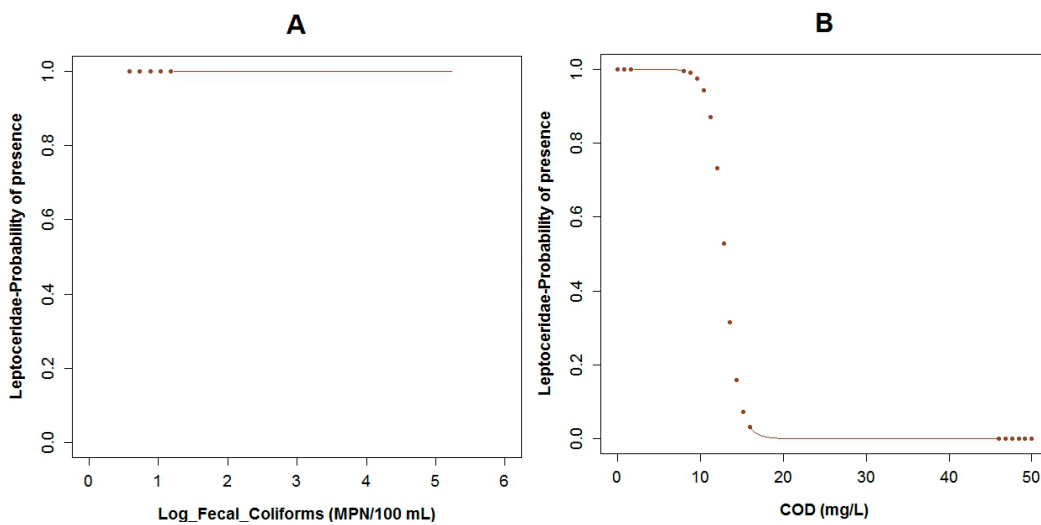 A
Leptoceridae-Probability of presence
1.0
0.8
0.6
0.4
0.2
0.0
0 1 2 3 4 5 6
Log_Fecal_Coliforms (MPN/100 mL)
B
Leptoceridae-Probability of presence
1.0
0.8
0.6
0.4
0.2
0.0
0 10 20 30 40 50
COD (mg/L)